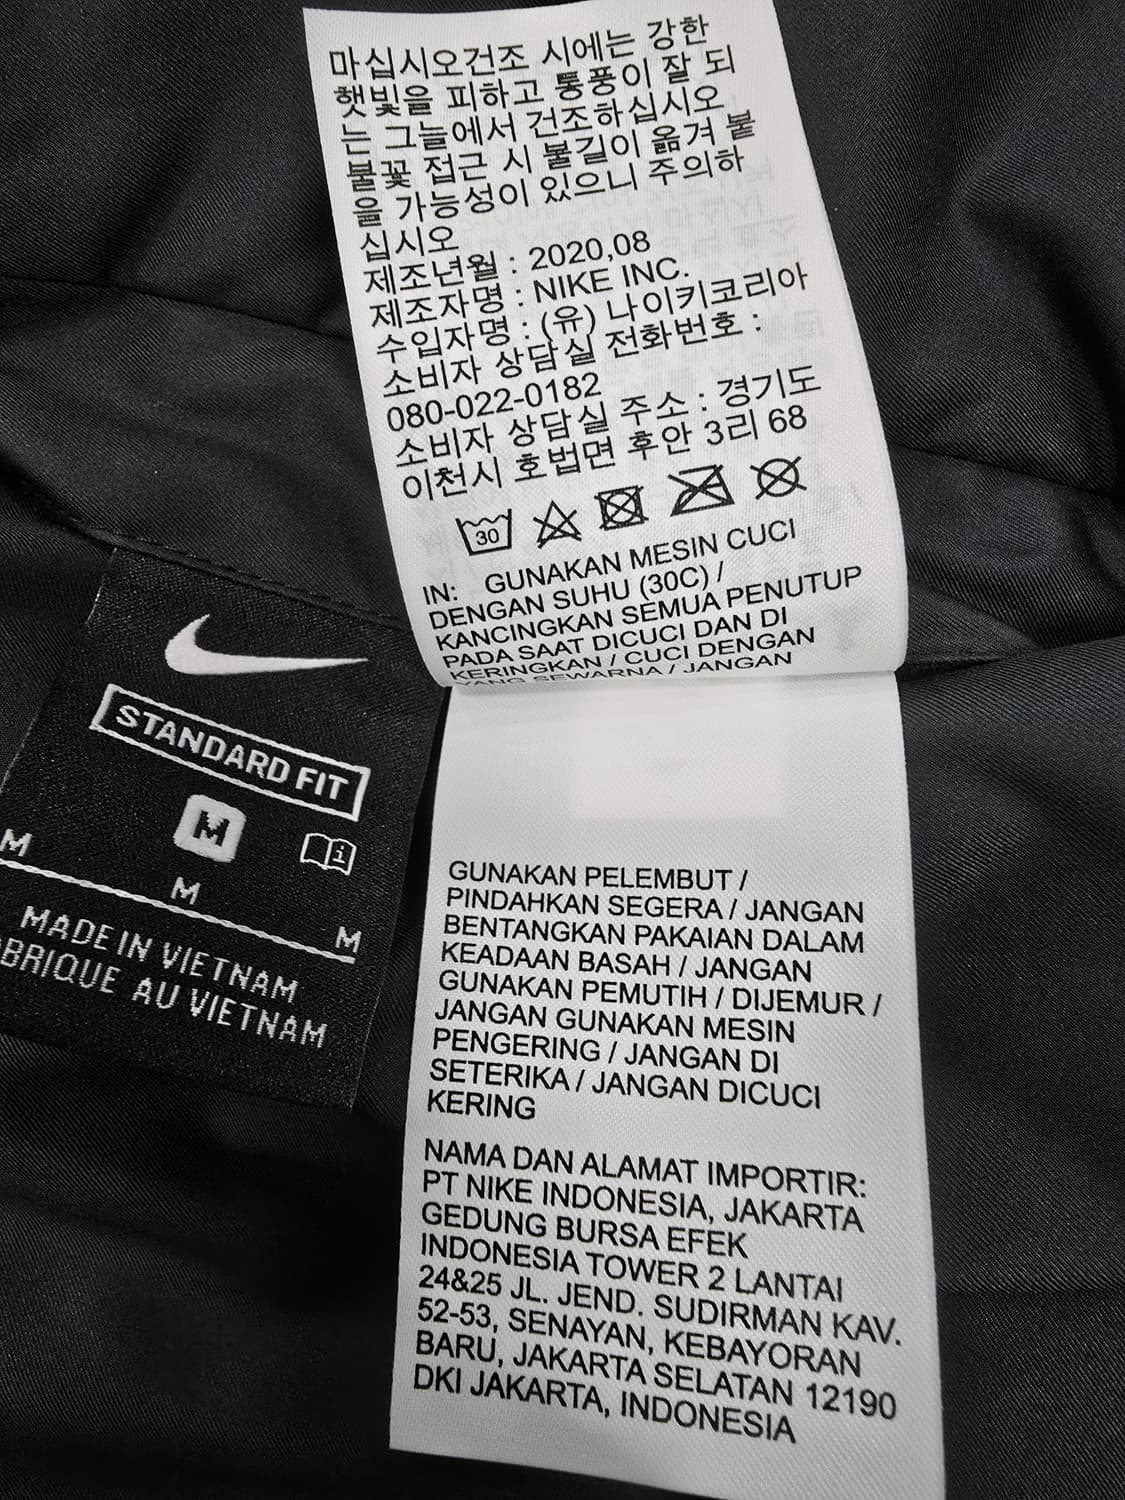 마십시오건조 시에는 강한
햇빛을 피하고 통풍이 잘 되
는 그늘에서 건조하십시오
불꽃 접근 시 불길이 옮겨 붙
을 가능성이 있으니 주의하
십시오
제조년월 : 2020,08
제조자명 : NIKE INC.
수입자명 : (유) 나이키코리아
소비자 상담실 전화번호 :
080-022-0182
소비자 상담실 주소 : 경기도
이천시 호법면 후안 3리 68
30
IN: GUNAKAN MESIN CUCI
DENGAN SUHU (30C) /
KANCINGKAN SEMUA PENUTUP
PADA SAAT DICUCI DAN DI
KERINGKAN / CUCI DENGAN
YANG SEWARNA / JANGAN
STANDARD FIT
M
i
M
M
M
MADE IN VIETNAM
ABRIQUE AU VIETNAM
GUNAKAN PELEMBUT /
PINDAHKAN SEGERA / JANGAN
BENTANGKAN PAKAIAN DALAM
KEADAAN BASAH / JANGAN
GUNAKAN PEMUTIH / DIJEMUR /
JANGAN GUNAKAN MESIN
PENGERING / JANGAN DI
SETERIKA / JANGAN DICUCI
KERING
NAMA DAN ALAMAT IMPORTIR:
PT NIKE INDONESIA, JAKARTA
GEDUNG BURSA EFEK
INDONESIA TOWER 2 LANTAI
24&25 JL. JEND. SUDIRMAN KAV.
52-53, SENAYAN, KEBAYORAN
BARU, JAKARTA SELATAN 12190
DKI JAKARTA, INDONESIA